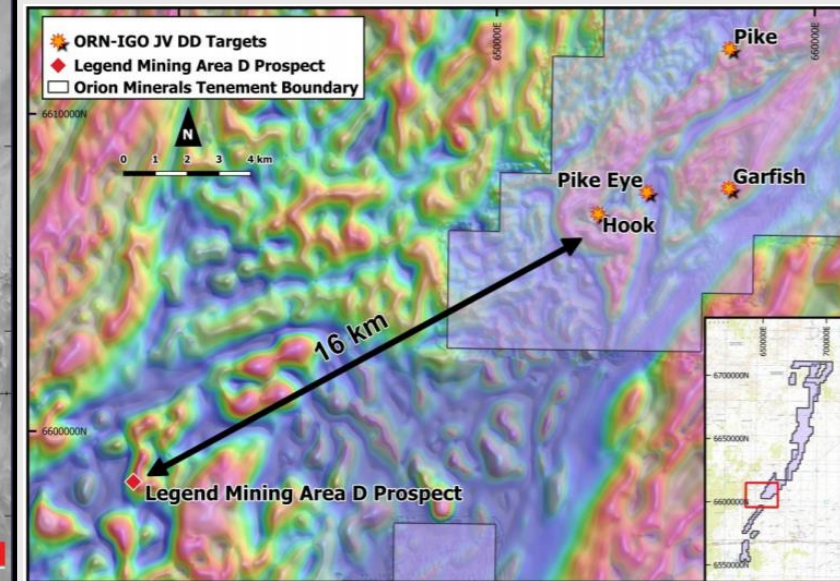 ORN-IGO JV DD Targets
Legend Mining Area D Prospect
Orion Minerals Tenement Boundary
650000E
660000E
Pike
6610000N
N
0 1 2 3 4 km
Pike Eye
Garfish
Hook
16 km
6600000N
Legend Mining Area D Prospect
650000E
700000E
6700000N
6650000N
6600000N
6550000N